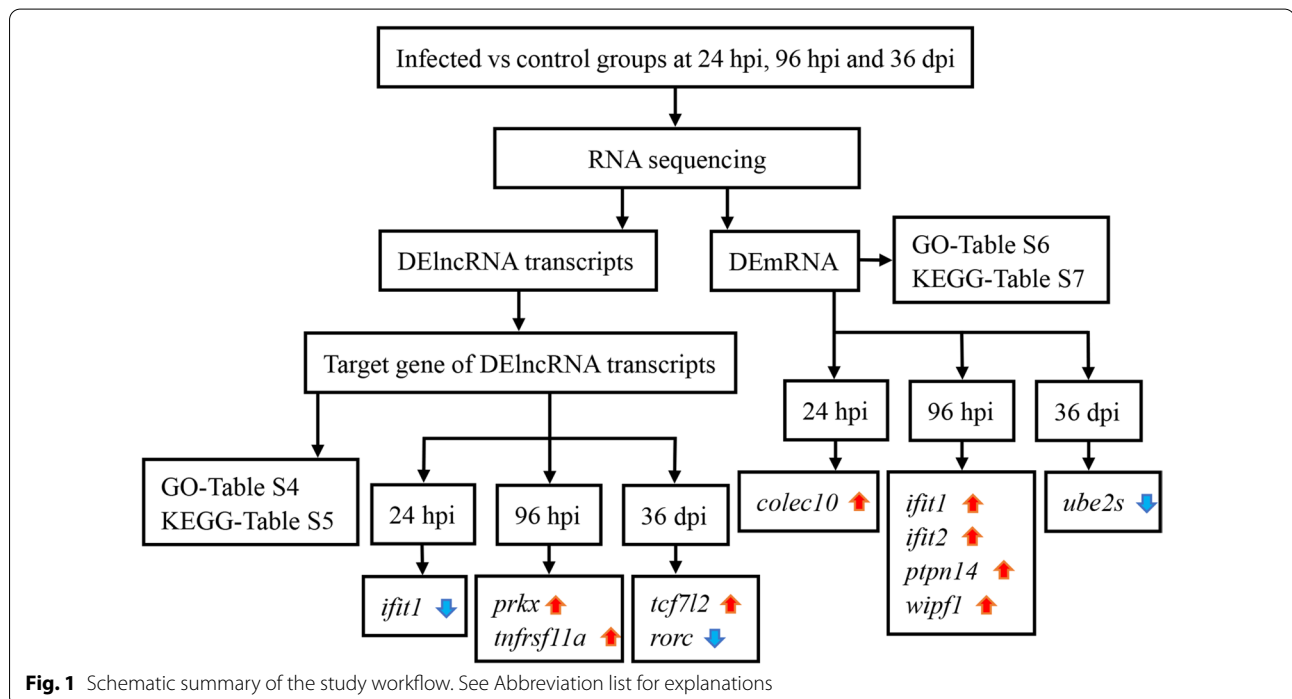 Infected vs control groups at 24 hpi, 96 hpi and 36 dpi
RNA sequencing
DElncRNA transcripts
DEmRNA
GO-Table S6
KEGG-Table S7
Target gene of DElncRNA transcripts
24 hpi
96 hpi
36 dpi
GO-Table S4
KEGG-Table S5
24 hpi
96 hpi
36 dpi
colec10
ifit1
ifit2
ptpn14
wipf1
ube2s
ifit1
prkx
tnfrsf11a
tcf7l2
rorc
Fig. 1 Schematic summary of the study workflow. See Abbreviation list for explanations